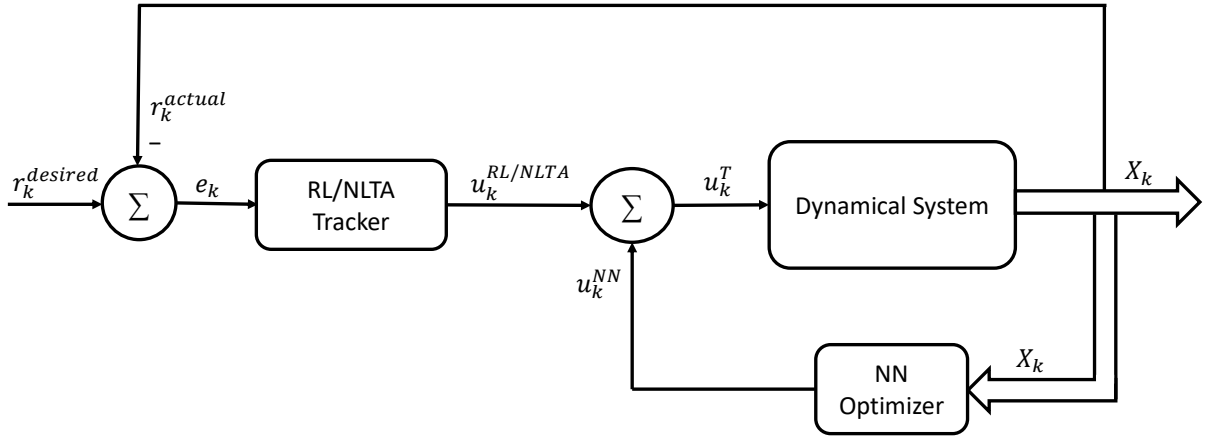 r_k^{actual}
−
r_k^{desired}
Σ
e_k
RL/NLTA
Tracker
u_k^{RL/NLTA}
Σ
u_k^T
Dynamical System
X_k
u_k^{NN}
NN
Optimizer
X_k